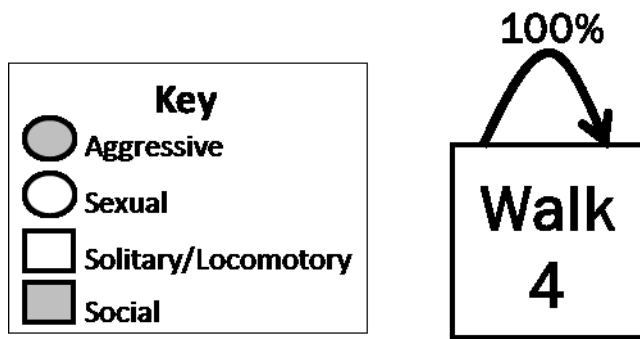 Key
Aggressive
Sexual
Solitary/Locomotory
Social
100%
Walk
4